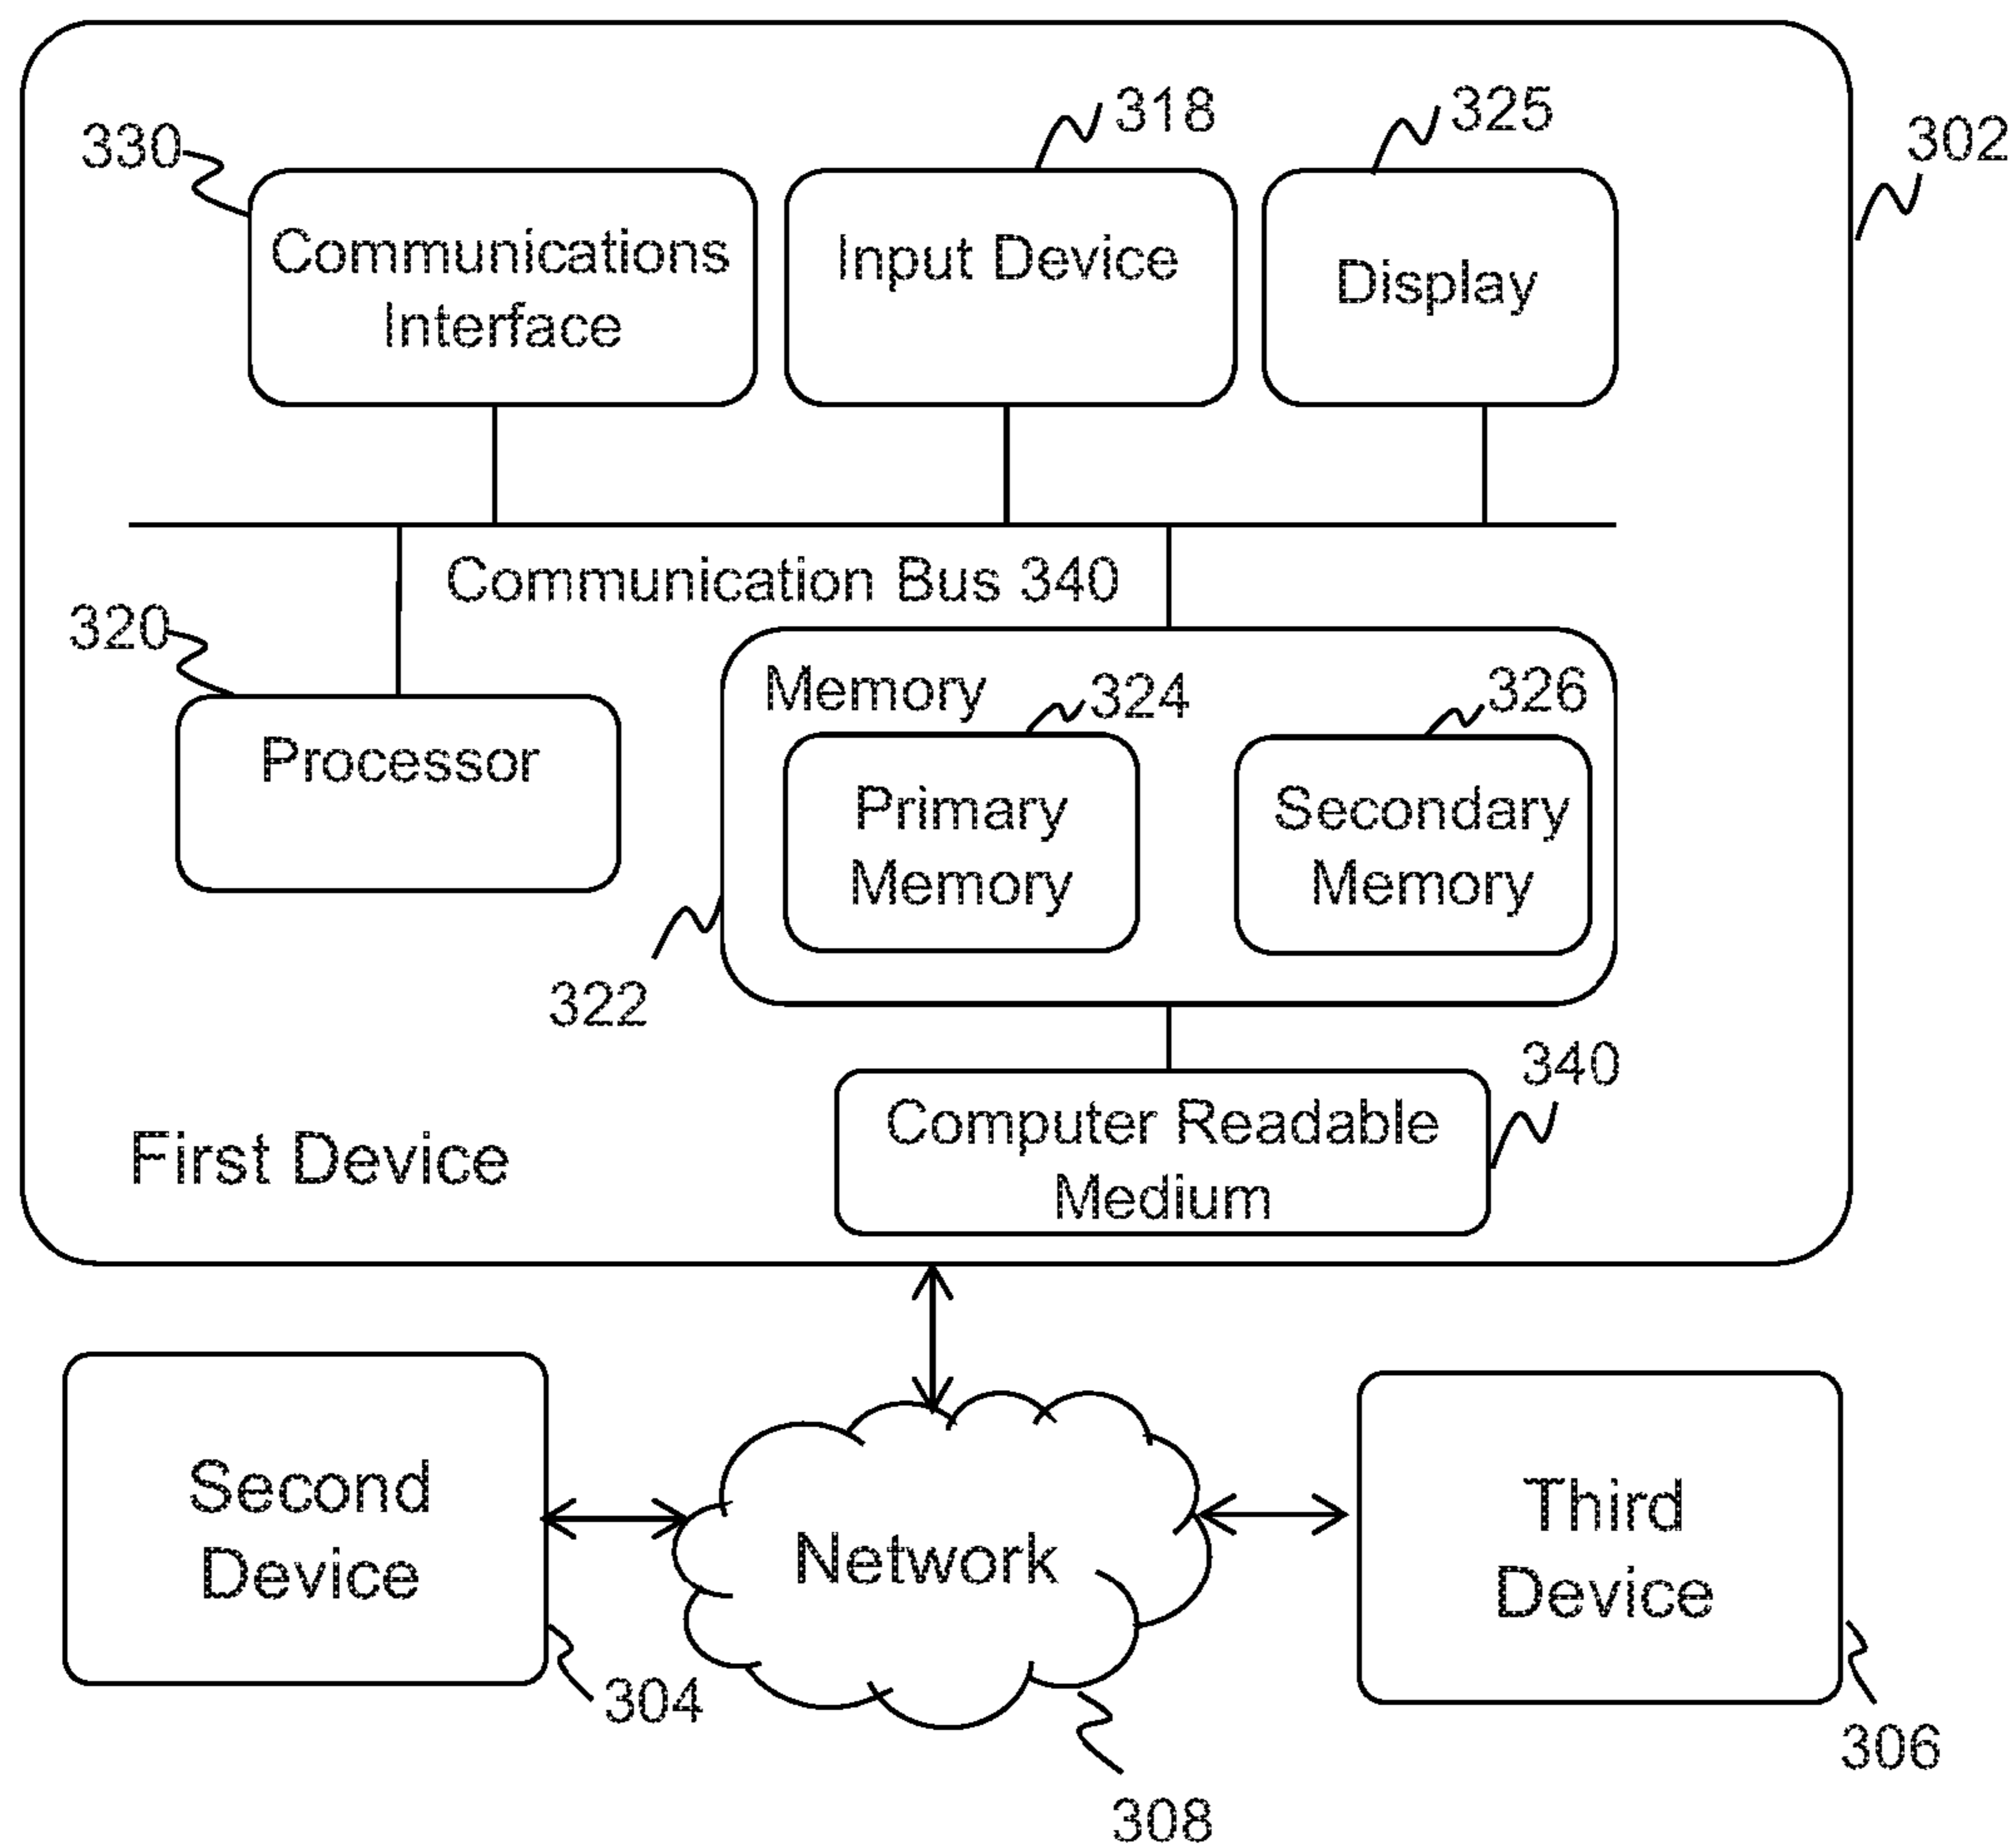 318
325
302
330
Communications
Interface
Input Device
Display
Communication Bus 340
320
Processor
Memory
324
326
Primary
Memory
Secondary
Memory
322
340
Computer Readable
Medium
First Device
Second
Device
Network
Third
Device
304
306
308